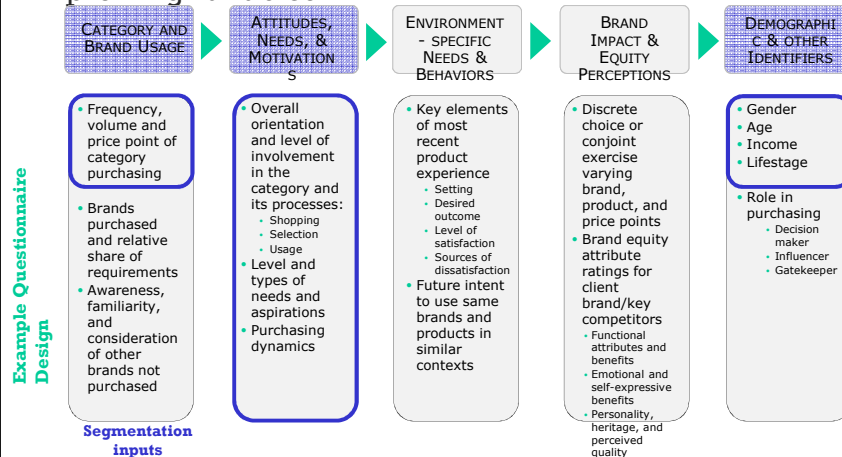 CATEGORY AND
BRAND USAGE
ATTITUDES,
NEEDS, &
MOTIVATION
S
ENVIRONMENT
- SPECIFIC
NEEDS &
BEHAVIORS
BRAND
IMPACT &
EQUITY
PERCEPTIONS
DEMOGRAPHI
C & OTHER
IDENTIFIERS
Example Questionnaire
Design
• Frequency,
volume and
price point of
category
purchasing
• Brands
purchased
and relative
share of
requirements
• Awareness,
familiarity,
and
consideration
of other
brands not
purchased
Segmentation
inputs
• Overall
orientation
and level of
involvement
in the
category and
its processes:
• Shopping
• Selection
• Usage
• Level and
types of
needs and
aspirations
• Purchasing
dynamics
• Key elements
of most
recent
product
experience
• Setting
• Desired
outcome
• Level of
satisfaction
• Sources of
dissatisfaction
• Future intent
to use same
brands and
products in
similar
contexts
• Discrete
choice or
conjoint
exercise
varying
brand,
product, and
price points
• Brand equity
attribute
ratings for
client
brand/key
competitors
• Functional
attributes and
benefits
• Emotional and
self-expressive
benefits
• Personality,
heritage, and
perceived
quality
• Gender
• Age
• Income
• Lifestage
• Role in
purchasing
• Decision
maker
• Influencer
• Gatekeeper